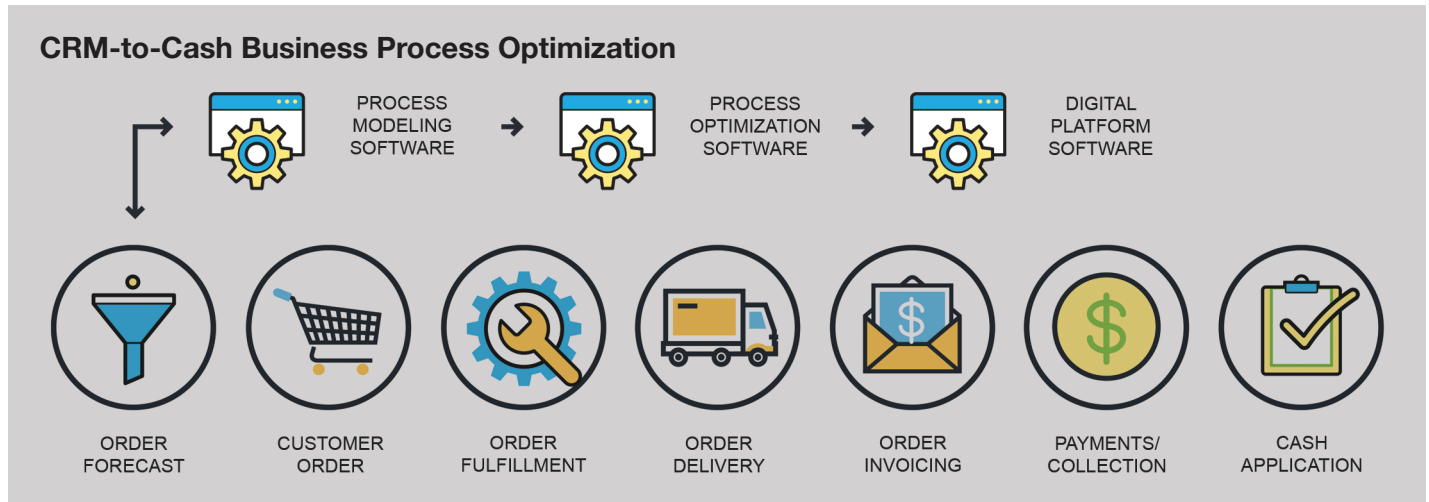 CRM-to-Cash Business Process Optimization
PROCESS
MODELING
SOFTWARE
PROCESS
OPTIMIZATION
SOFTWARE
DIGITAL
PLATFORM
SOFTWARE
ORDER
FORECAST
CUSTOMER
ORDER
ORDER
FULFILLMENT
ORDER
DELIVERY
ORDER
INVOICING
PAYMENTS/
COLLECTION
CASH
APPLICATION
$
$